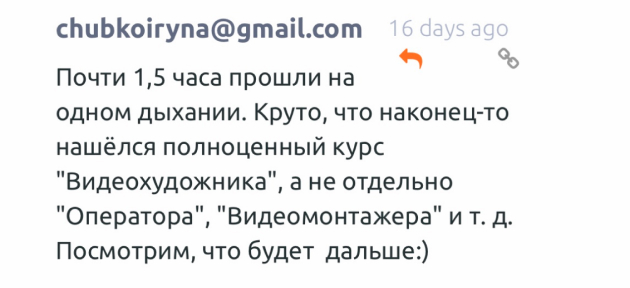 chubkoiryna@gmail.com 16 days ago
Почти 1,5 часа прошли на
одном дыхании. Круто, что наконец-то
нашёлся полноценный курс
"Видеохудожника", а не отдельно
"Оператора", "Видеомонтажера" и т. д.
Посмотрим, что будет  дальше:)